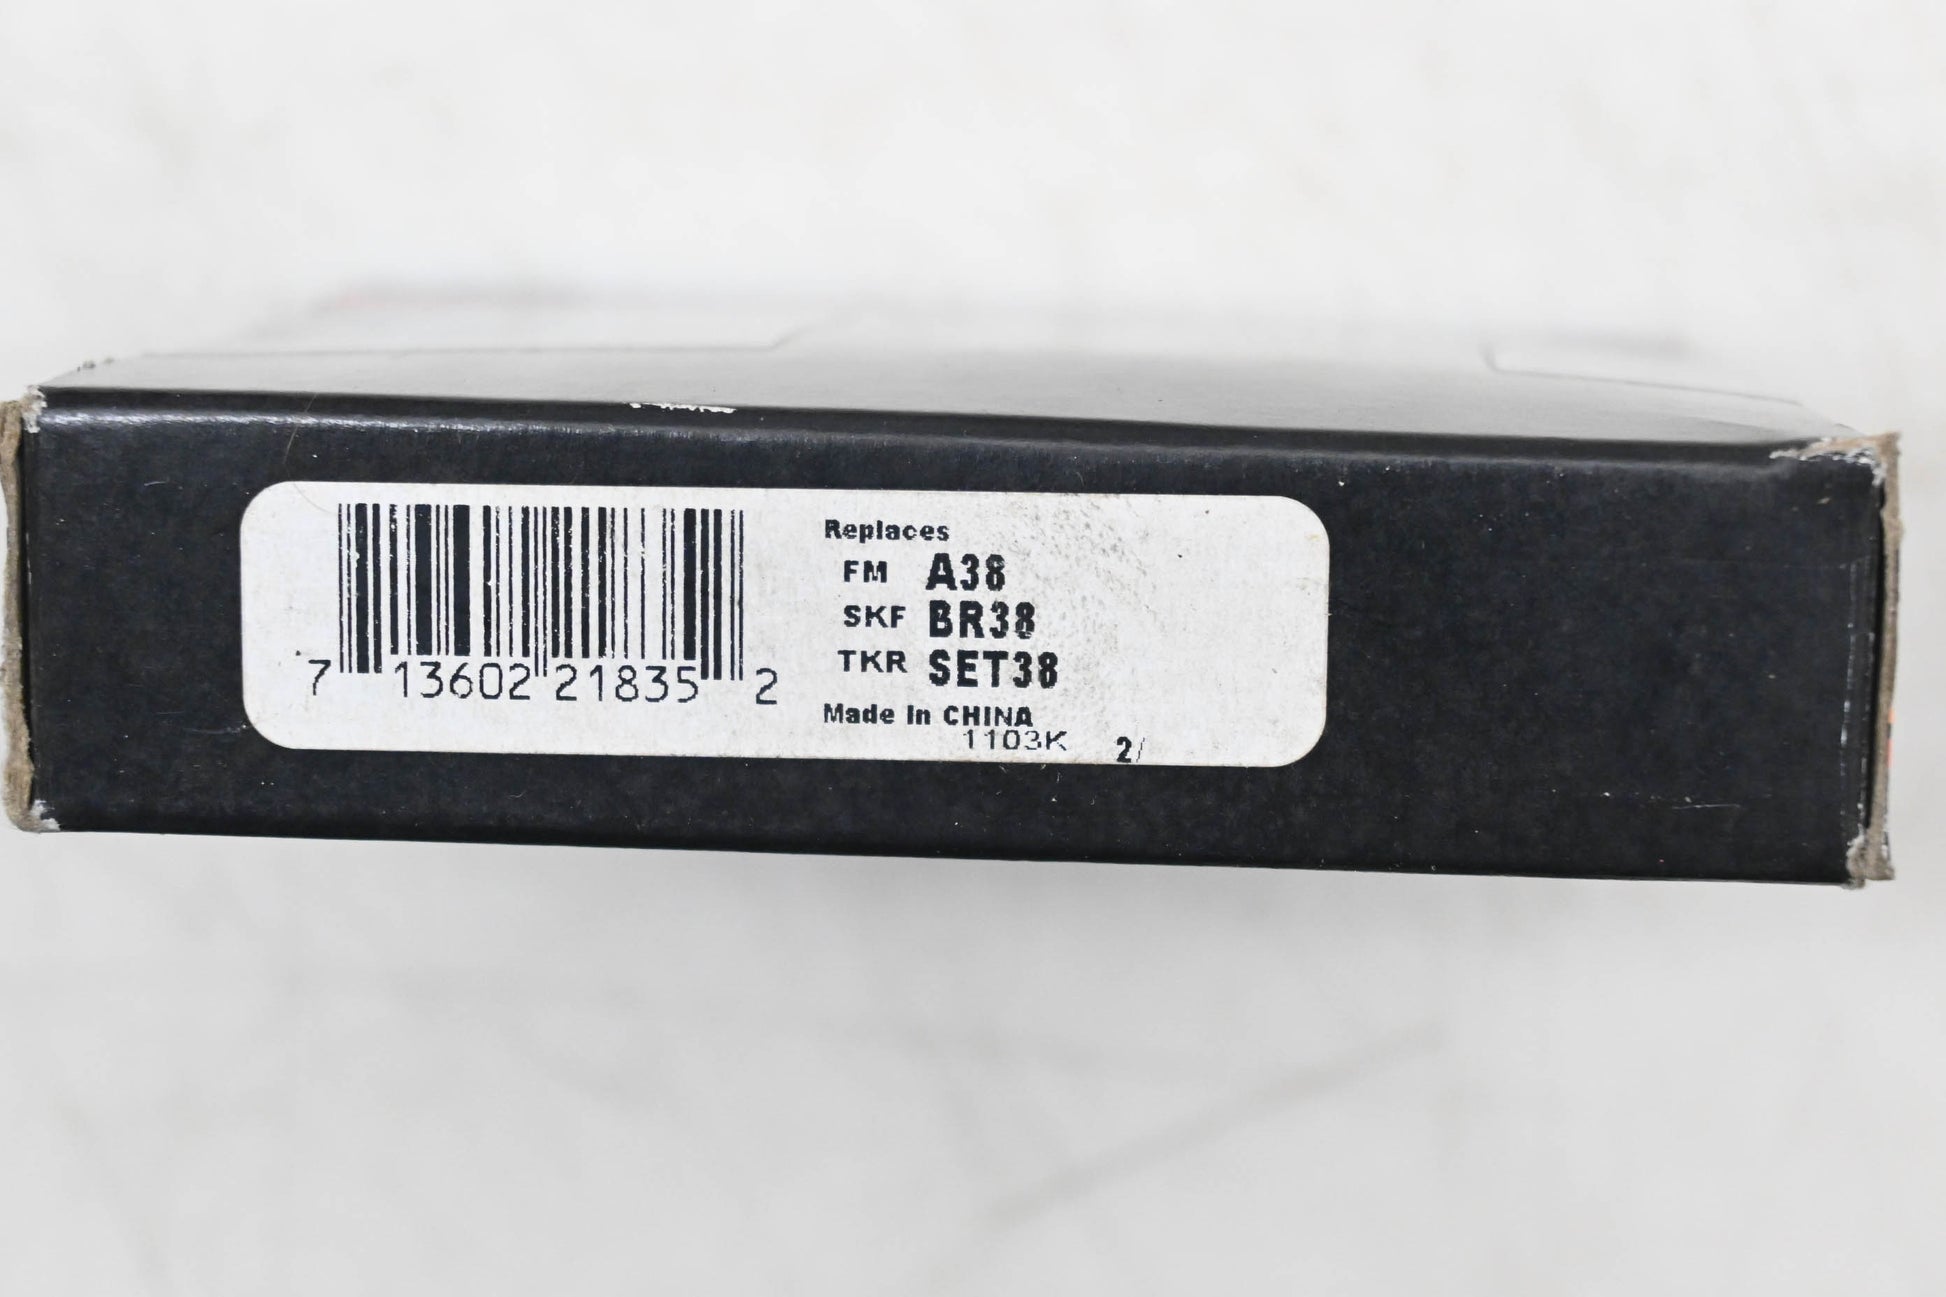 Replaces
FM A38
SKF BR38
TKR SET38
Made In CHINA
1103K 2/
7 13602 21835 2